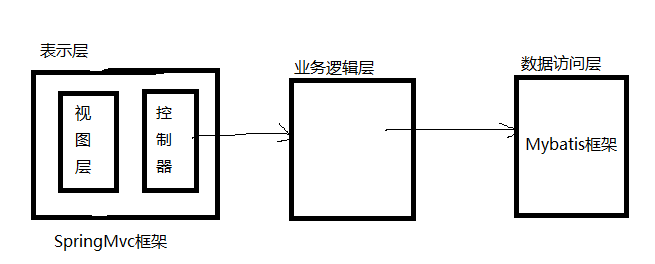 表示层
业务逻辑层
数据访问层
视图层
控制器
Mybatis框架
SpringMvc框架